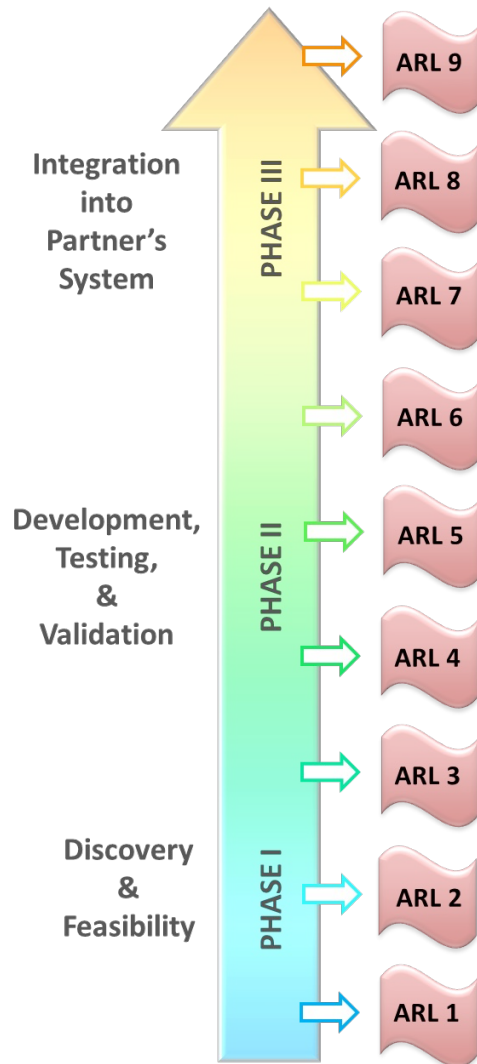 ARL 9
Integration
into
Partner's
System
PHASE III
ARL 8
ARL 7
ARL 6
Development,
Testing,
&
Validation
PHASE II
ARL 5
ARL 4
ARL 3
Discovery
&
Feasibility
PHASE I
ARL 2
ARL 1